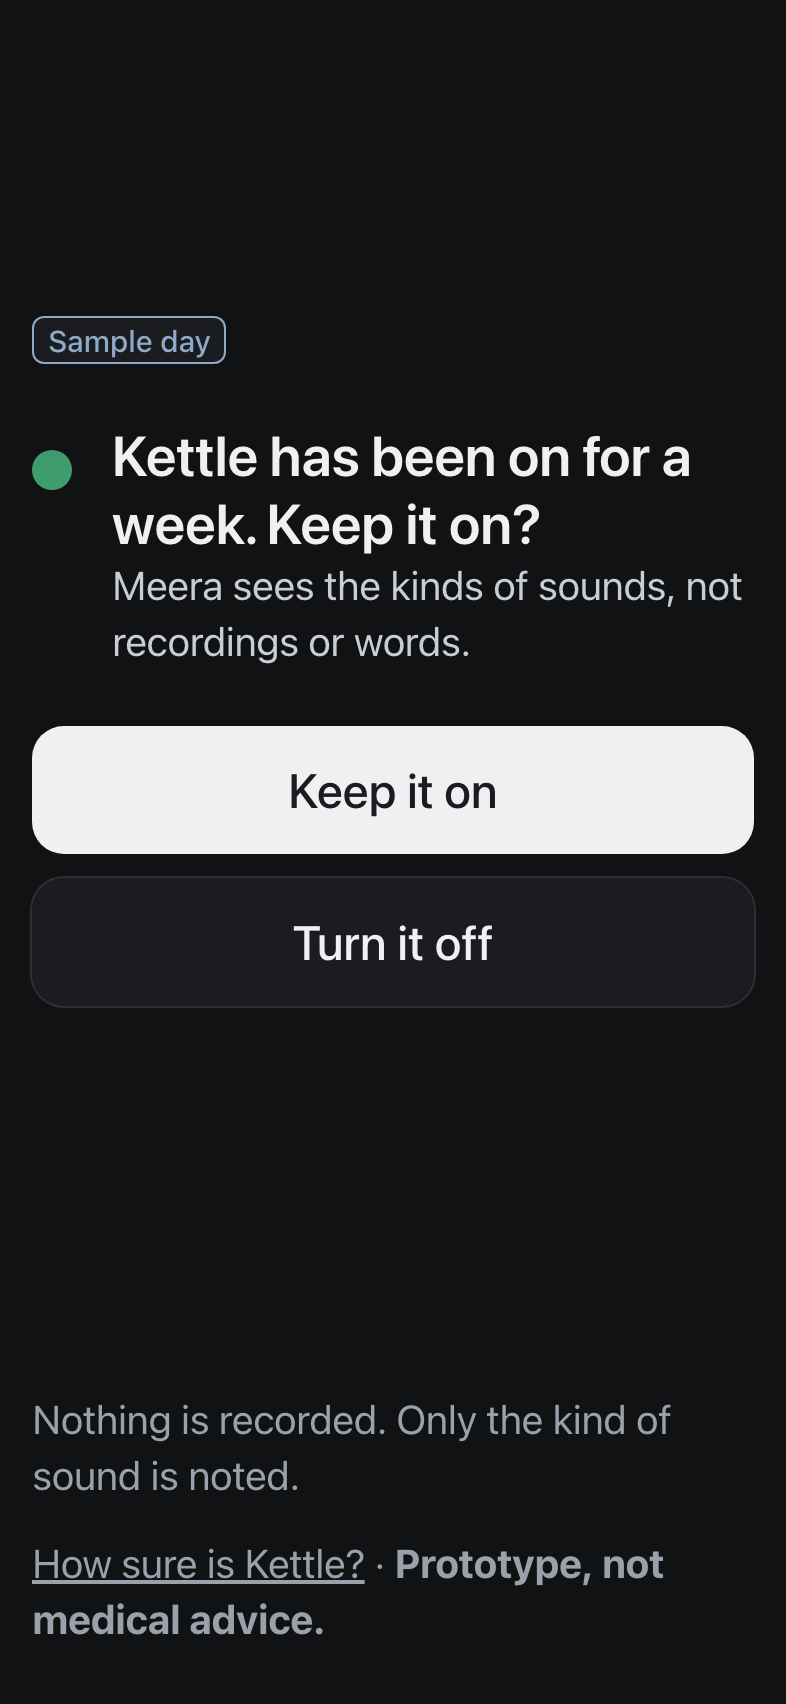 Sample day
Kettle has been on for a
week. Keep it on?
Meera sees the kinds of sounds, not
recordings or words.
Keep it on
Turn it off
Nothing is recorded. Only the kind of
sound is noted.
How sure is Kettle? · Prototype, not
medical advice.